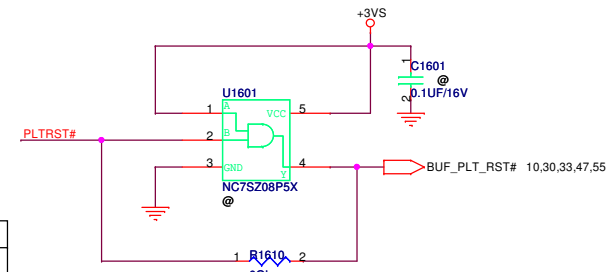 +3VS
1
C1601
@
2
0.1UF/16V
U1601
1
A
VCC
5
PLTRST#
2
B
3
GND
Y
4
BUF_PLT_RST# 10,30,33,47,55
NC7SZ08P5X
@
1
R1610
2